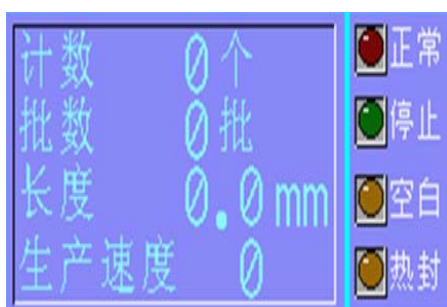 计数 0 个
批数 0 批
长度 0.0 mm
生产速度 0
正常
停止
空白
热封